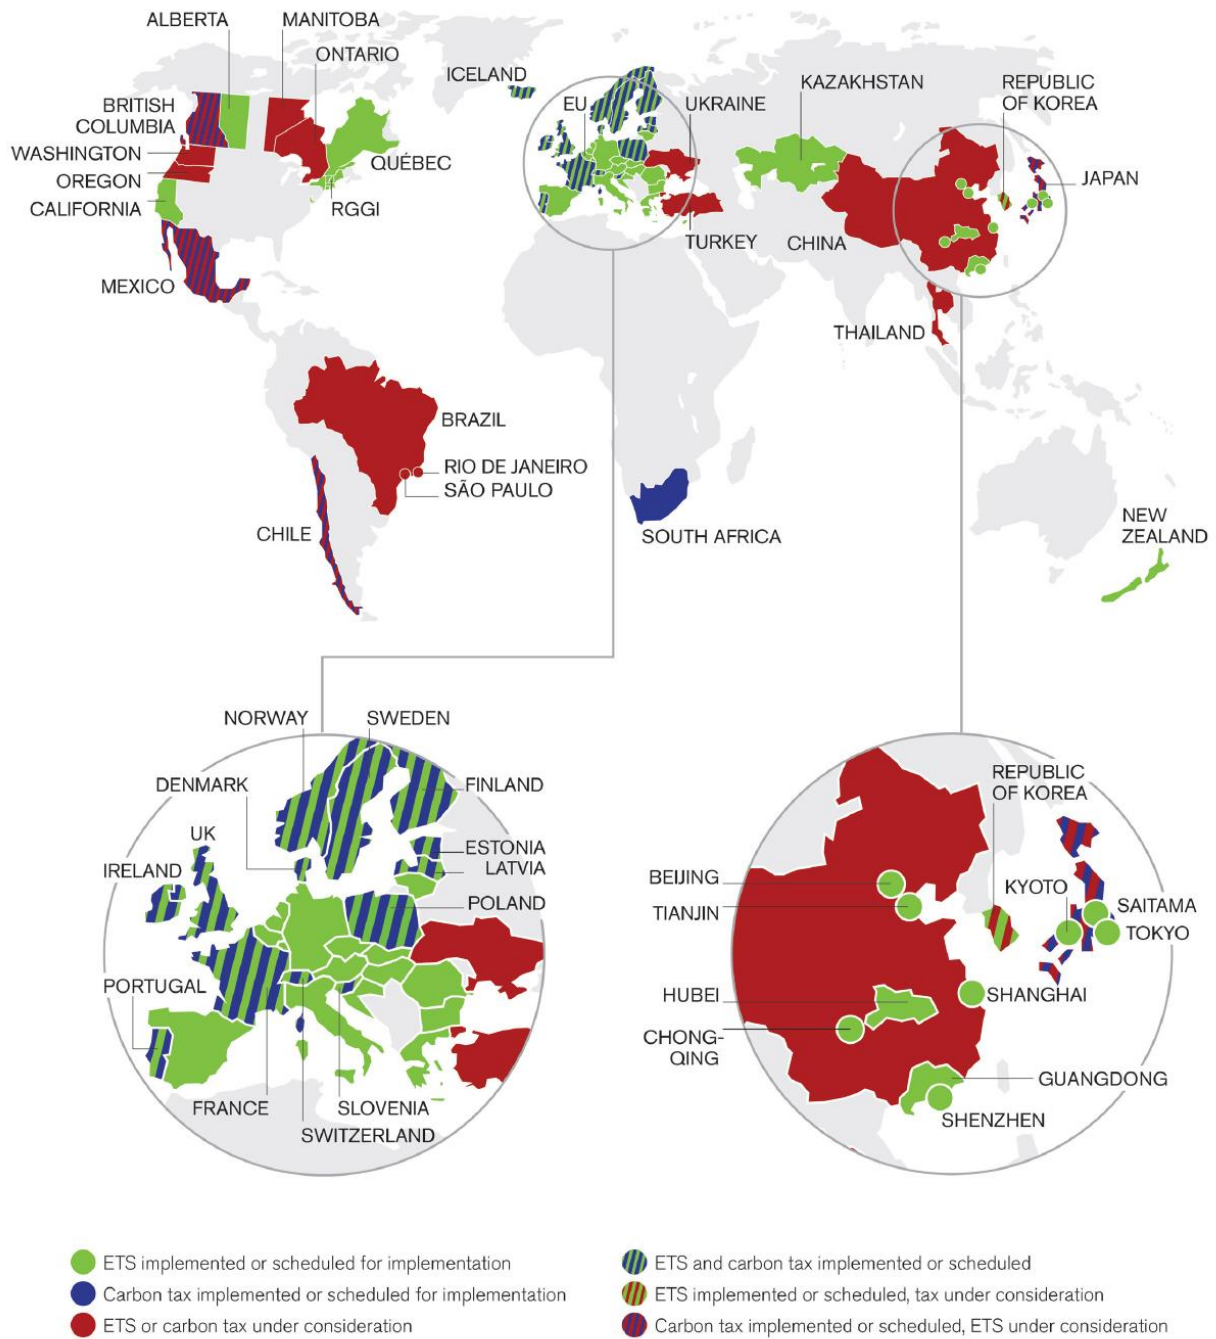 ALBERTA
MANITOBA
ONTARIO
ICELAND
KAZAKHSTAN
REPUBLIC
OF KOREA
BRITISH
COLUMBIA
EU
UKRAINE
WASHINGTON
QUÉBEC
OREGON
JAPAN
CALIFORNIA
RGGI
TURKEY
CHINA
MEXICO
THAILAND
BRAZIL
RIO DE JANEIRO
SÃO PAULO
CHILE
SOUTH AFRICA
NEW
ZEALAND
NORWAY
SWEDEN
DENMARK
FINLAND
UK
ESTONIA
IRELAND
LATVIA
POLAND
PORTUGAL
FRANCE
SLOVENIA
SWITZERLAND
REPUBLIC
OF KOREA
BEIJING
KYOTO
TIANJIN
SAITAMA
TOKYO
HUBEI
SHANGHAI
CHONG-
QING
GUANGDONG
SHENZHEN
ETS implemented or scheduled for implementation
Carbon tax implemented or scheduled for implementation
ETS or carbon tax under consideration
ETS and carbon tax implemented or scheduled
ETS implemented or scheduled, tax under consideration
Carbon tax implemented or scheduled, ETS under consideration